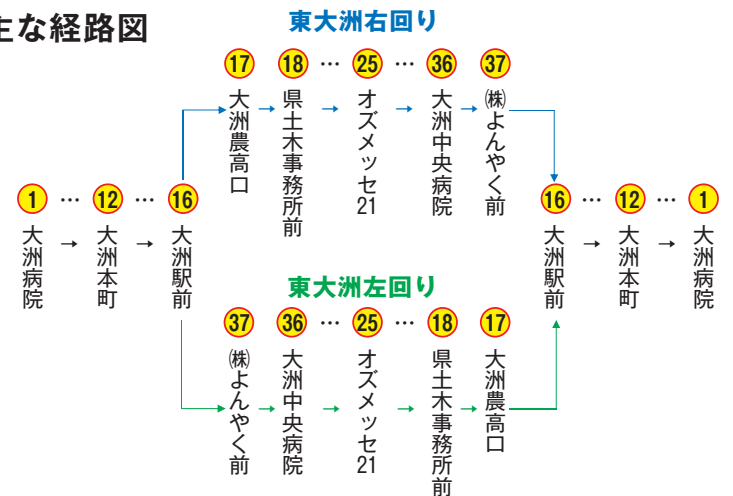 主な経路図
東大洲右回り
17 18 … 25 … 36 37
大洲農高口 → 県土木事務所前 → オズメッセ21 → 大洲中央病院 → ㈱よんやく前
1 … 12 … 16
大洲病院 → 大洲本町 → 大洲駅前
16 … 12 … 1
大洲駅前 → 大洲本町 → 大洲病院
東大洲左回り
37 36 … 25 … 18 17
㈱よんやく前 → 大洲中央病院 → オズメッセ21 → 県土木事務所前 → 大洲農高口